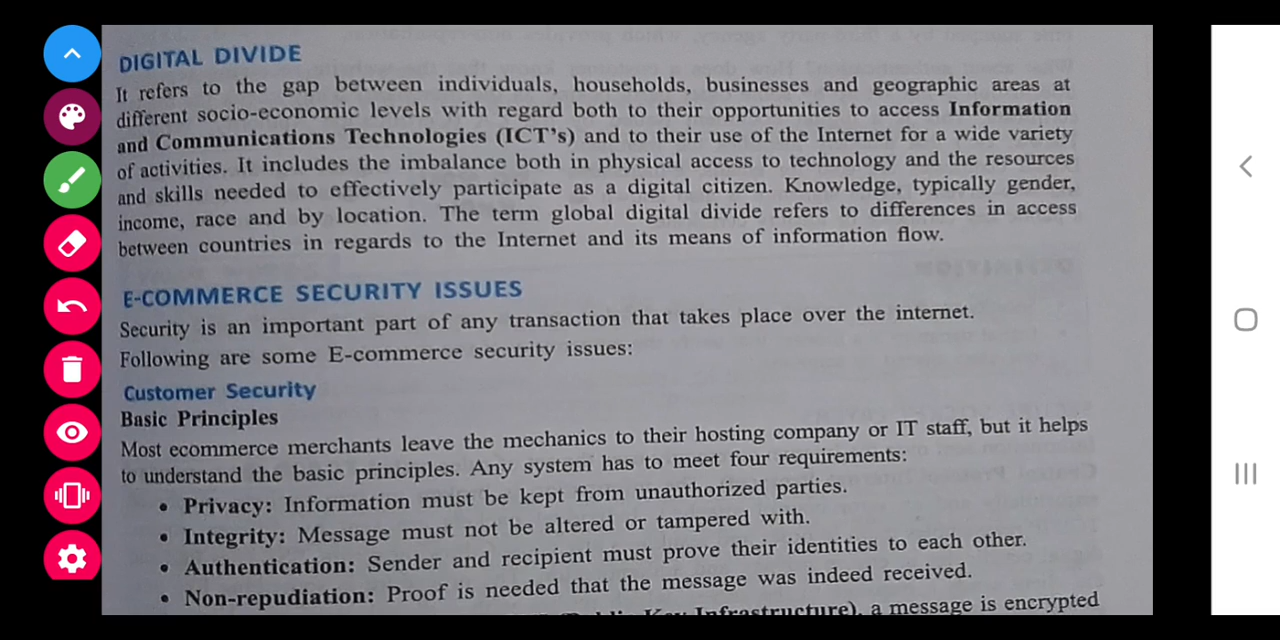 DIGITAL DIVIDE
It refers to the gap between individuals, households, businesses and geographic areas at
different socio-economic levels with regard both to their opportunities to access Information
and Communications Technologies (ICT's) and to their use of the Internet for a wide variety
of activities. It includes the imbalance both in physical access to technology and the resources
and skills needed to effectively participate as a digital citizen. Knowledge, typically gender,
income, race and by location. The term global digital divide refers to differences in access
between countries in regards to the Internet and its means of information flow.
E-COMMERCE SECURITY ISSUES
Security is an important part of any transaction that takes place over the internet.
Following are some E-commerce security issues:
Customer Security
Basic Principles
Most ecommerce merchants leave the mechanics to their hosting company or IT staff, but it helps
to understand the basic principles. Any system has to meet four requirements:
• Privacy: Information must be kept from unauthorized parties.
• Integrity: Message must not be altered or tampered with.
• Authentication: Sender and recipient must prove their identities to each other.
• Non-repudiation: Proof is needed that the message was indeed received.
Key Infrastructure), a message is encrypted